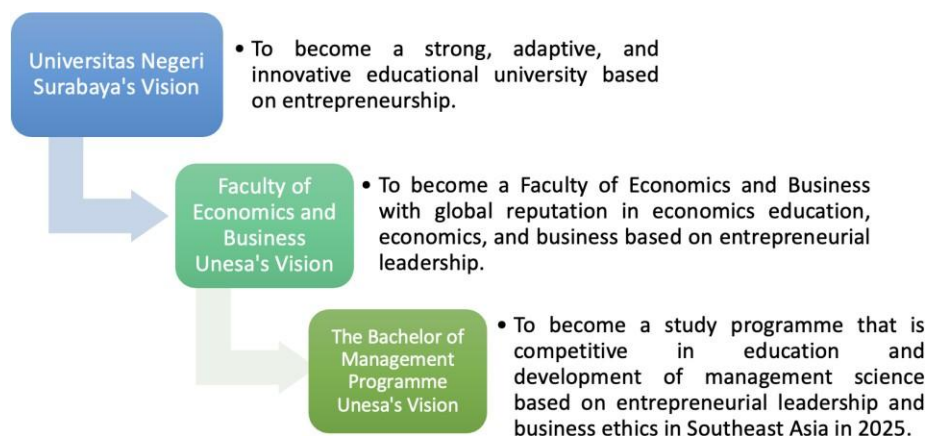 Universitas Negeri
Surabaya's Vision
• To become a strong, adaptive, and
innovative educational university based
on entrepreneurship.
Faculty of
Economics and
Business
Unesa's Vision
• To become a Faculty of Economics and Business
with global reputation in economics education,
economics, and business based on entrepreneurial
leadership.
The Bachelor of
Management
Programme
Unesa's Vision
• To become a study programme that is
competitive in education and
development of management science
based on entrepreneurial leadership and
business ethics in Southeast Asia in 2025.